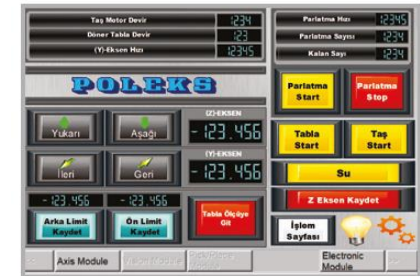 Taş Motor Devir 1234
Döner Tabla Devir 123
(Y)-Eksen Hızı 12345
Parlatma Hızı 12345
Parlatma Sayısı 1234
Kalan Sayı 1234
POLEKS
Parlatma Start
Parlatma Stop
Yukarı
Aşağı
(Z)-EKSEN
-123.456
İleri
Geri
(Y)-EKSEN
-123.456
Tabla Start
Taş Start
Su
-123.456
-123.456
Arka Limit Kaydet
Ön Limit Kaydet
Tabla Ölçüye Git
Z Eksen Kaydet
İşlem Sayfası
Axis Module
Electronic Module